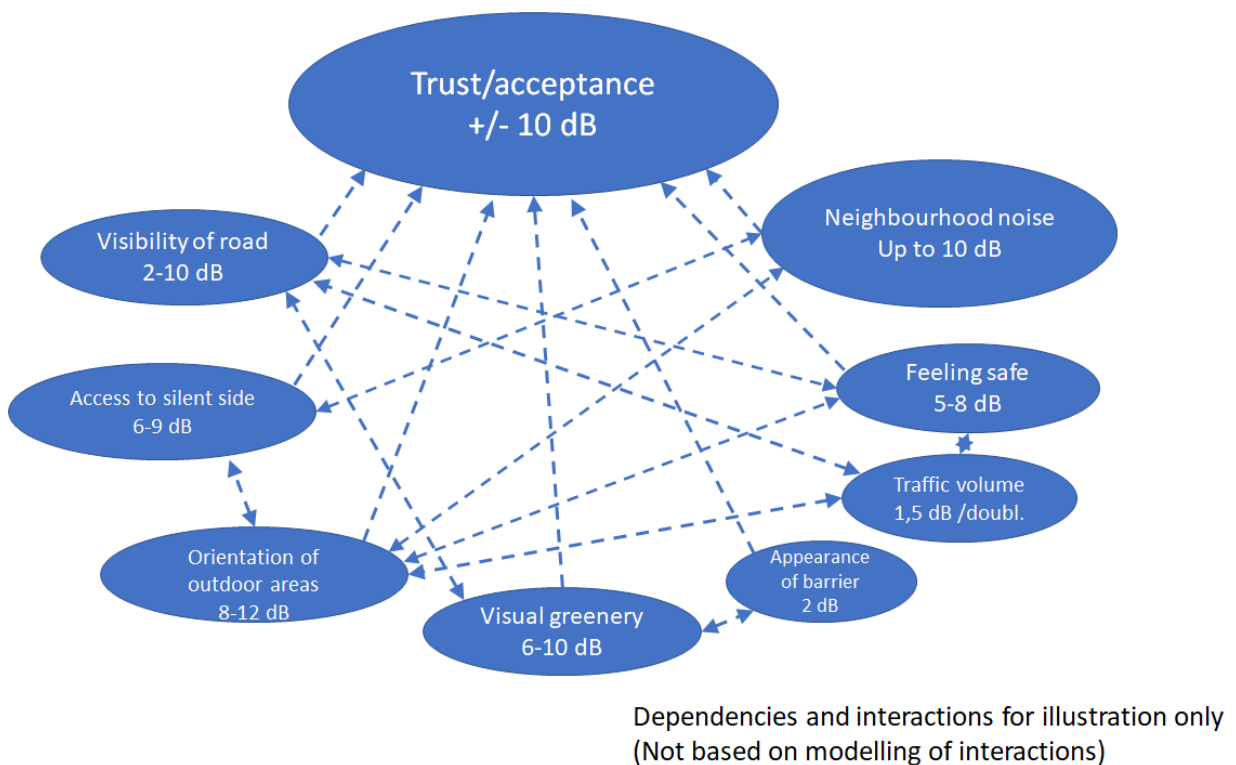 Trust/acceptance
+/- 10 dB
Visibility of road
2-10 dB
Neighbourhood noise
Up to 10 dB
Access to silent side
6-9 dB
Feeling safe
5-8 dB
Traffic volume
1,5 dB /doubl.
Orientation of
outdoor areas
8-12 dB
Appearance
of barrier
2 dB
Visual greenery
6-10 dB
Dependencies and interactions for illustration only
(Not based on modelling of interactions)